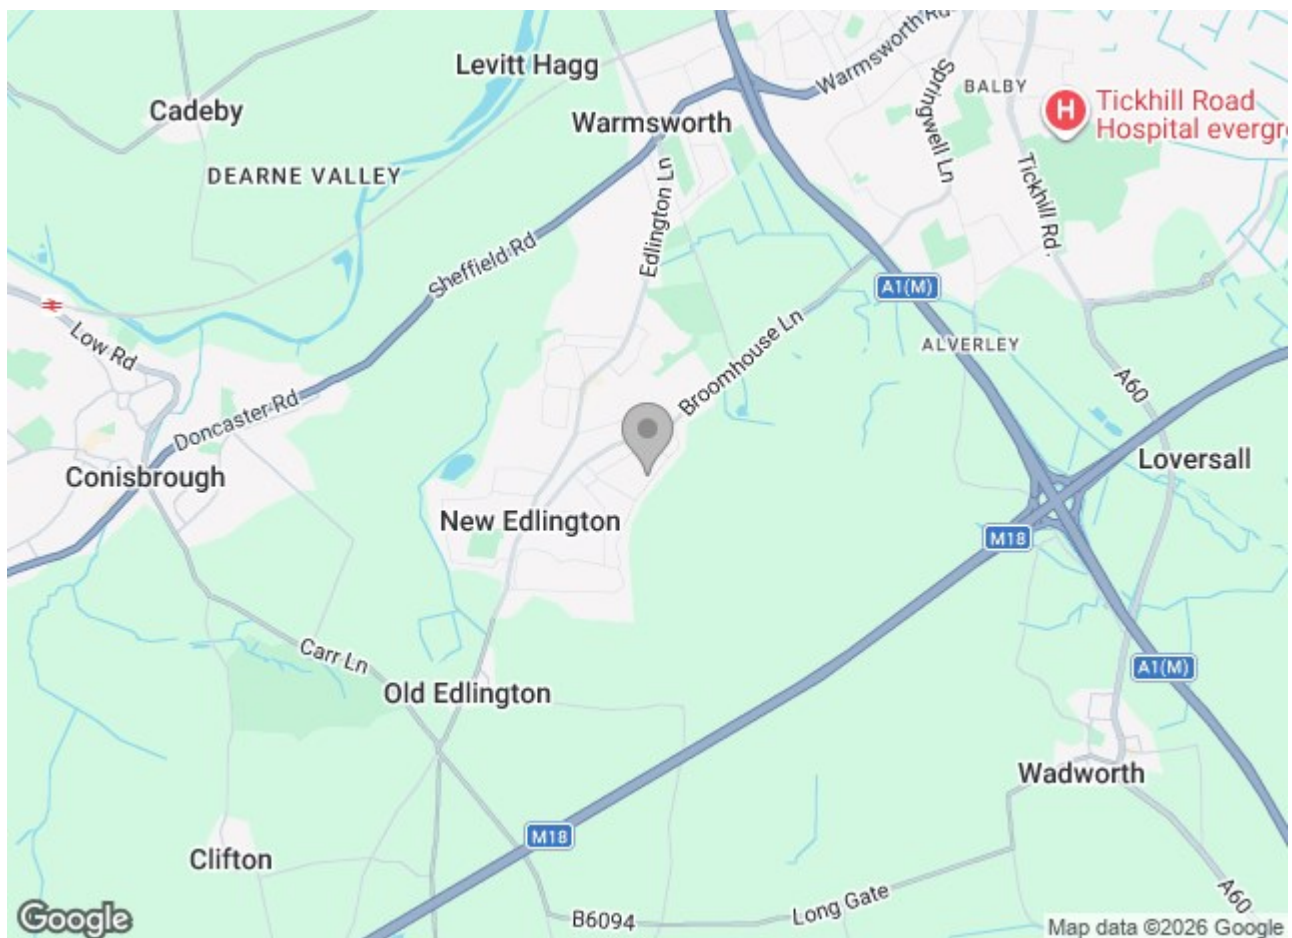 Levitt Hagg
Warmsworth Rd
Springwell Ln
BALBY
Tickhill Road
Hospital evergr
Cadeby
Warmsworth
DEARNE VALLEY
Edlington Ln
Tickhill Rd.
Sheffield Rd
A1(M)
Low Rd
Broomhouse Ln
ALVERLEY
A60
Doncaster Rd
Conisbrough
Loversall
New Edlington
M18
Carr Ln
Old Edlington
A1(M)
Wadworth
M18
Clifton
A60
Long Gate
B6094
Google
Map data ©2026 Google